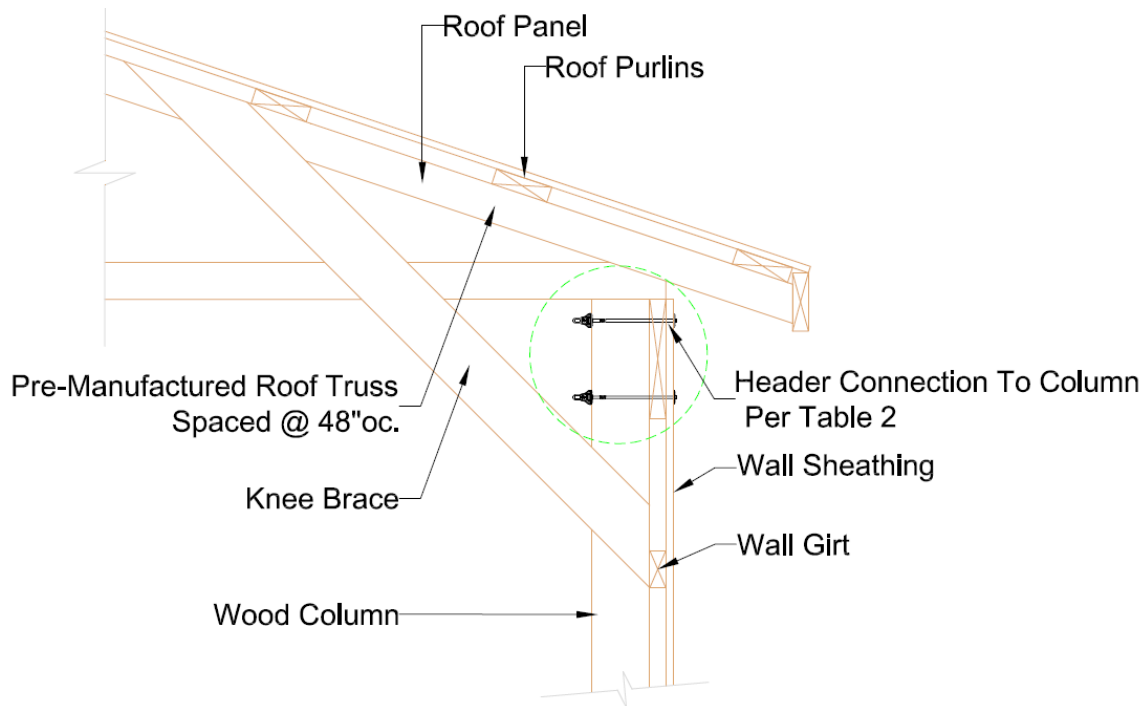 Roof Panel
Roof Purlins
Pre-Manufactured Roof Truss
Spaced @ 48"oc.
Header Connection To Column
Per Table 2
Wall Sheathing
Knee Brace
Wall Girt
Wood Column